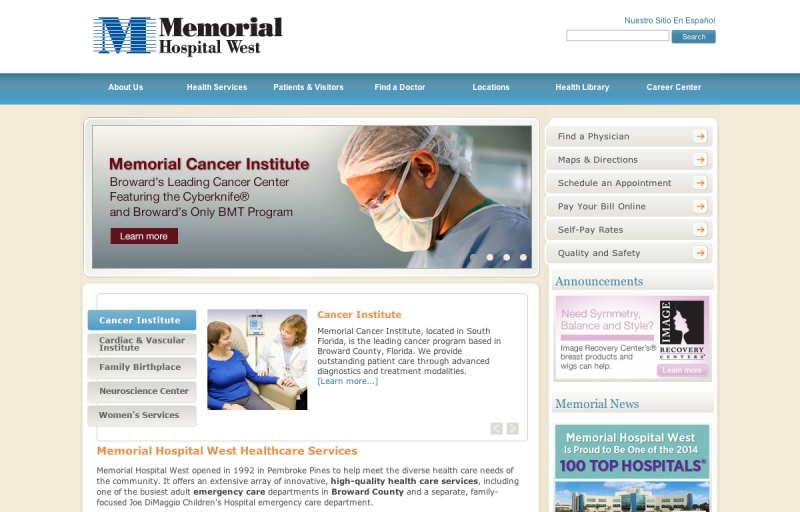 Memorial
Hospital West
Nuestro Sitio En Español
Search
About Us
Health Services
Patients & Visitors
Find a Doctor
Locations
Health Library
Career Center
Memorial Cancer Institute
Broward's Leading Cancer Center
Featuring the Cyberknife®
and Broward's Only BMT Program
Learn more
Find a Physician
Maps & Directions
Schedule an Appointment
Pay Your Bill Online
Self-Pay Rates
Quality and Safety
Announcements
Need Symmetry,
Balance and Style?
Image Recovery Center's®
breast products and
wigs can help.
IMAGE
RECOVERY
CENTERS®
Learn more
Cancer Institute
Cardiac & Vascular
Institute
Family Birthplace
Neuroscience Center
Women's Services
Cancer Institute
Memorial Cancer Institute, located in South
Florida, is the leading cancer program based in
Broward County, Florida. We provide
outstanding patient care through advanced
diagnostics and treatment modalities.
[Learn more...]
Memorial Hospital West Healthcare Services
Memorial Hospital West opened in 1992 in Pembroke Pines to help meet the diverse health care needs of
the community. It offers an extensive array of innovative, high-quality health care services, including
one of the busiest adult emergency care departments in Broward County and a separate, family-
focused Joe DiMaggio Children's Hospital emergency care department.
Memorial News
Memorial Hospital West
Is Proud to Be One of the 2014
100 TOP HOSPITALS®